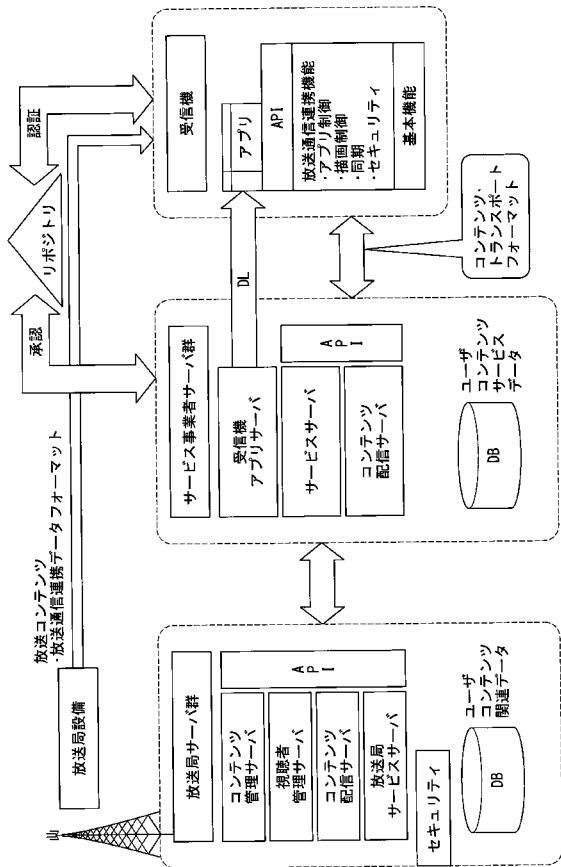 放送局設備
放送コンテンツ
・放送通信連携データフォーマット
承認
リポジトリ
認証
放送局サーバ群
コンテンツ
管理サーバ
視聴者
管理サーバ
コンテンツ
配信サーバ
放送局
サービスサーバ
API
セキュリティ
DB
ユーザ
コンテンツ
関連データ
サービス事業者サーバ群
受信機
アプリサーバ
サービスサーバ
コンテンツ
配信サーバ
API
DB
ユーザ
コンテンツ
サービス
データ
DL
受信機
アプリ
API
放送通信連携機能
・アプリ制御
・描画制御
・同期
・セキュリティ
基本機能
コンテンツ・
トランスポート
フォーマット